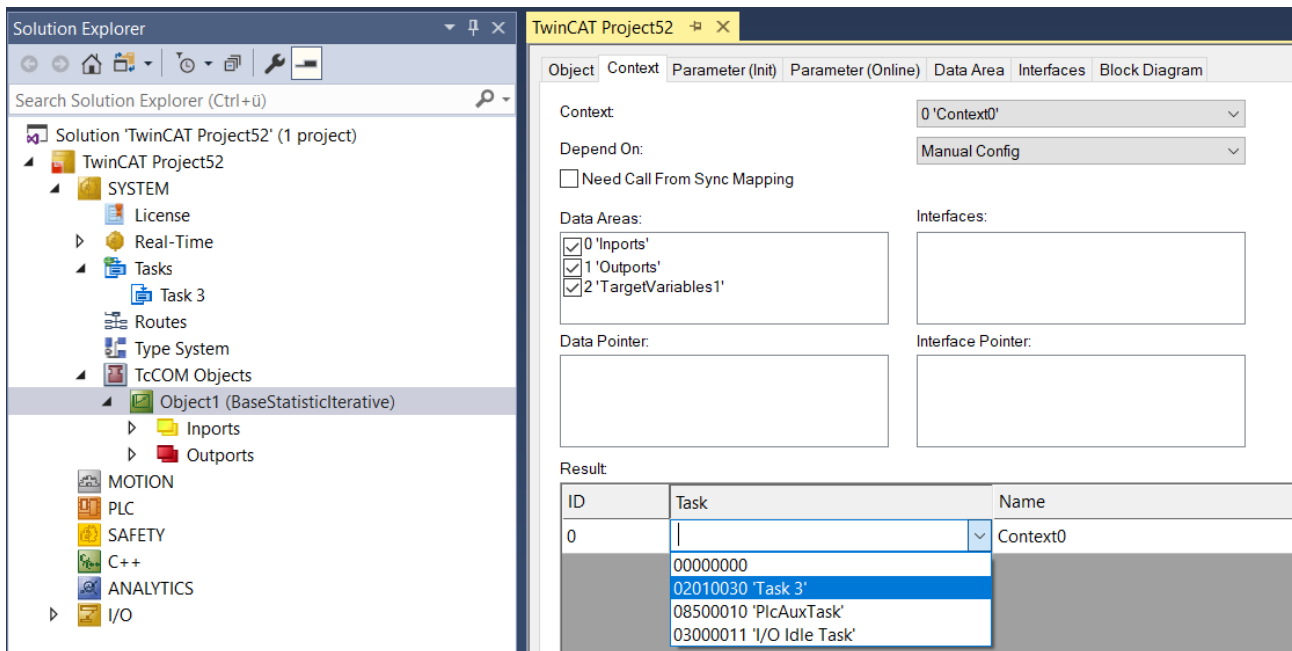 Solution Explorer
Search Solution Explorer (Ctrl+ü)
Solution 'TwinCAT Project52' (1 project)
TwinCAT Project52
SYSTEM
License
Real-Time
Tasks
Task 3
Routes
Type System
TcCOM Objects
Object1 (BaseStatisticIterative)
Inports
Outports
MOTION
PLC
SAFETY
C++
ANALYTICS
I/O
TwinCAT Project52
Object Context Parameter (Init) Parameter (Online) Data Area Interfaces Block Diagram
Context: 0 'Context0'
Depend On: Manual Config
Need Call From Sync Mapping
Data Areas: Interfaces:
0 'Inports'
1 'Outports'
2 'TargetVariables1'
Data Pointer: Interface Pointer:
Result:
ID Task Name
0 Context0
00000000
02010030 'Task 3'
08500010 'PlcAuxTask'
03000011 'I/O Idle Task'